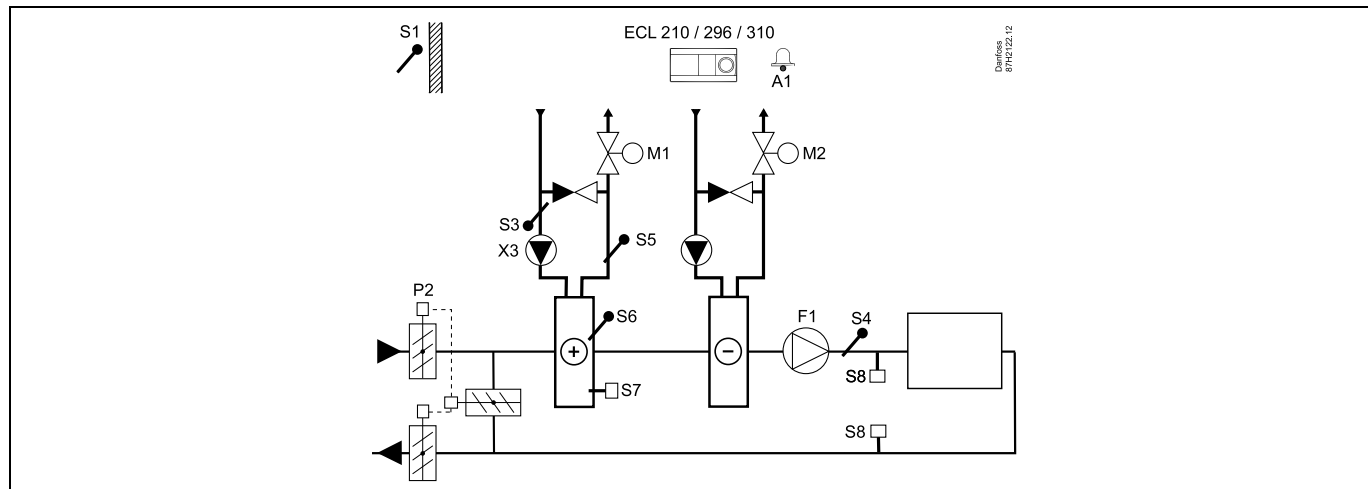 S1
ECL 210 / 296 / 310
A1
Danfoss
87H2122.12
M1
M2
S3
X3
S5
P2
S6
F1
S4
+
−
S7
S8
S8